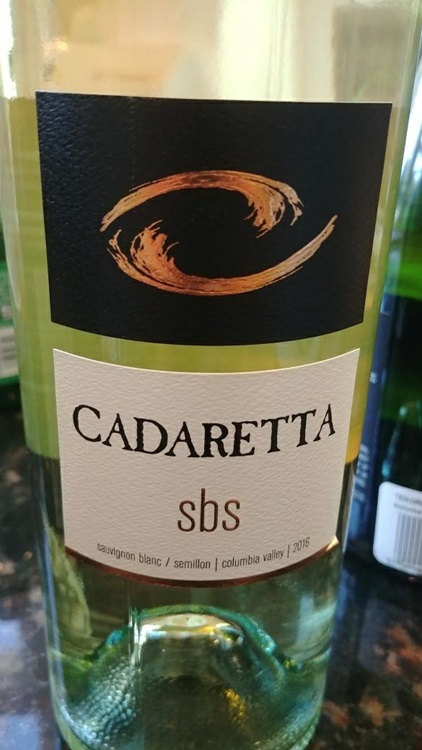 CADARETTA
sbs
sauvignon blanc / semillon | columbia valley | 2016